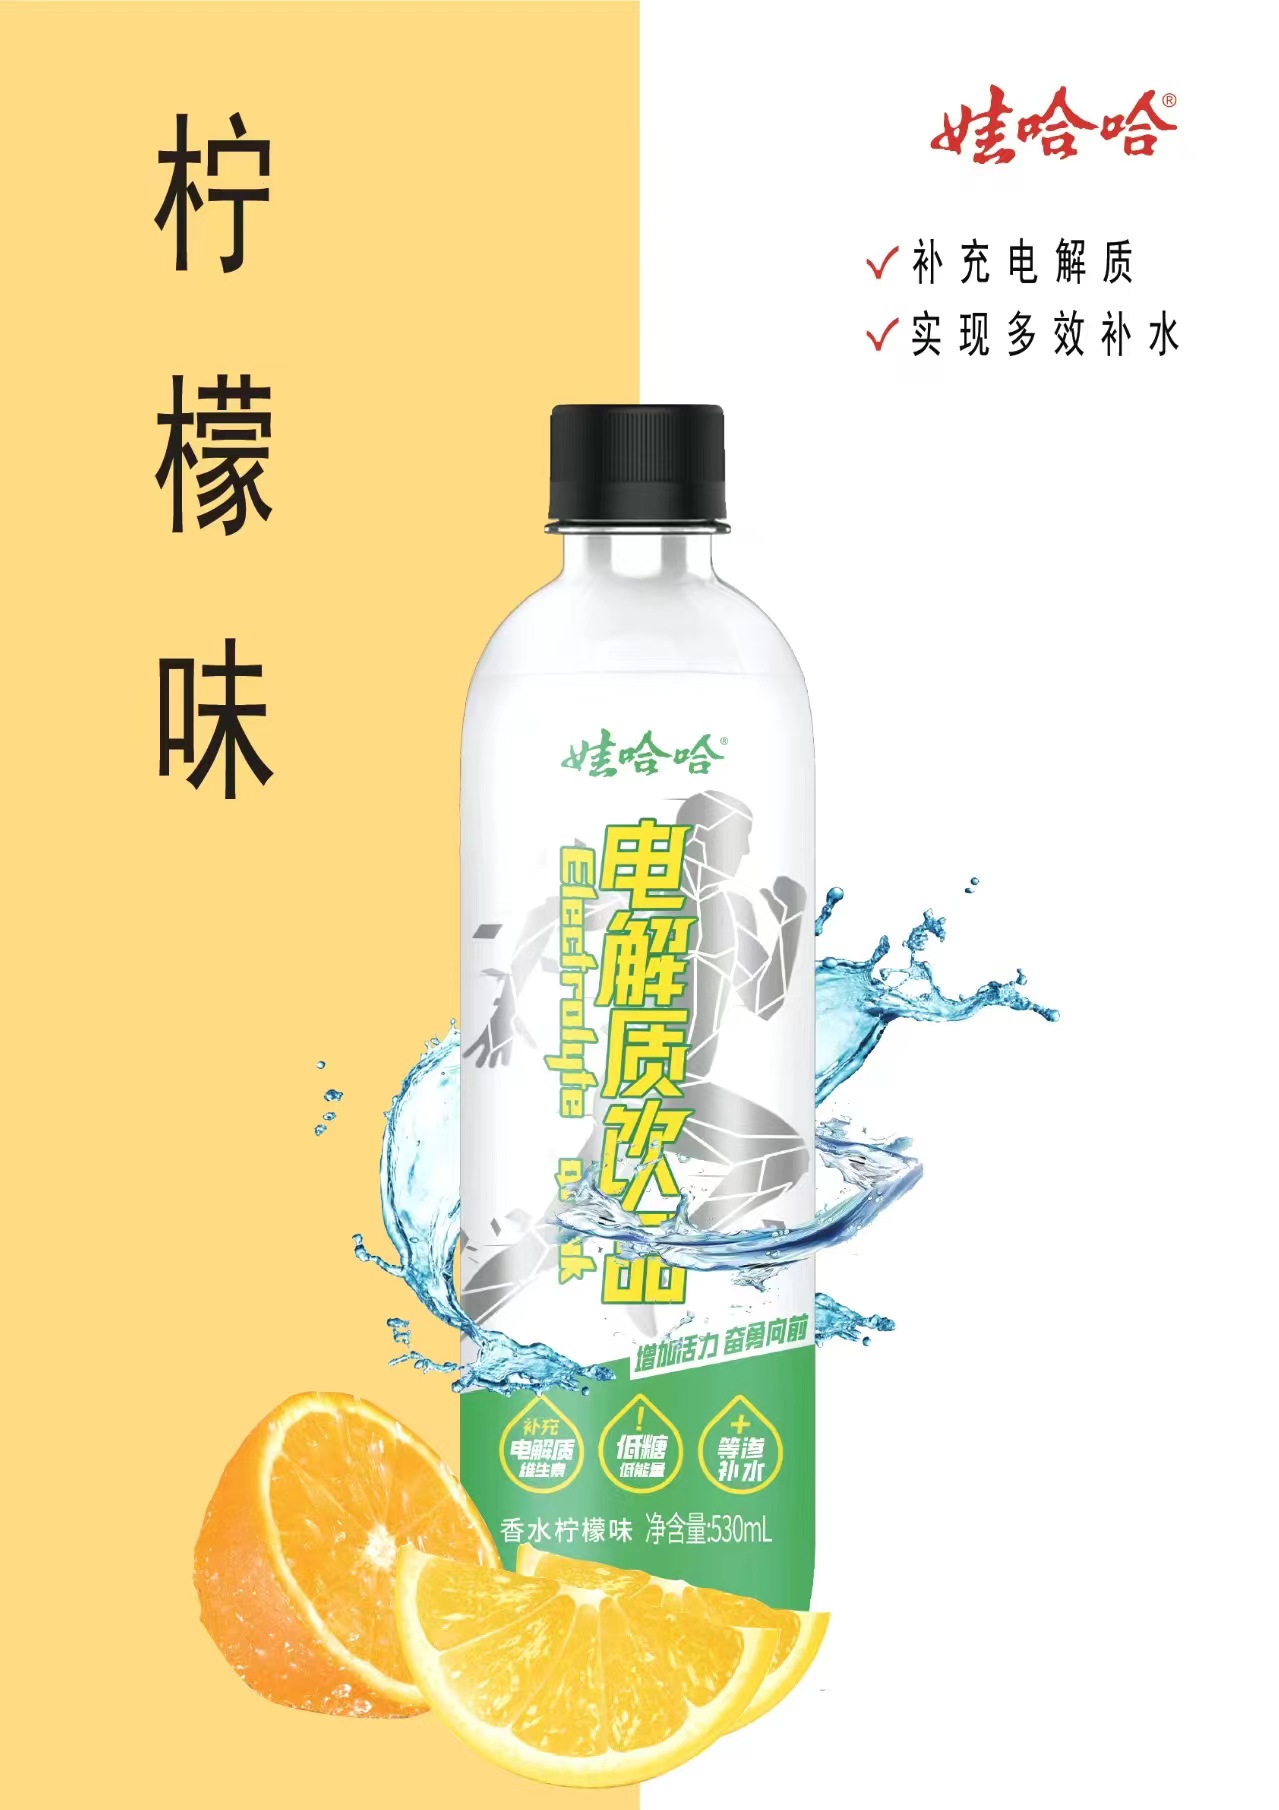 柠檬味
娃哈哈®
补充电解质
实现多效补水
娃哈哈®
电解质饮品
Electrolyte
增加活力 奋勇向前
补充
电解质
维生素
!
低糖
低能量
+
等渗
补水
香水柠檬味 净含量:530mL